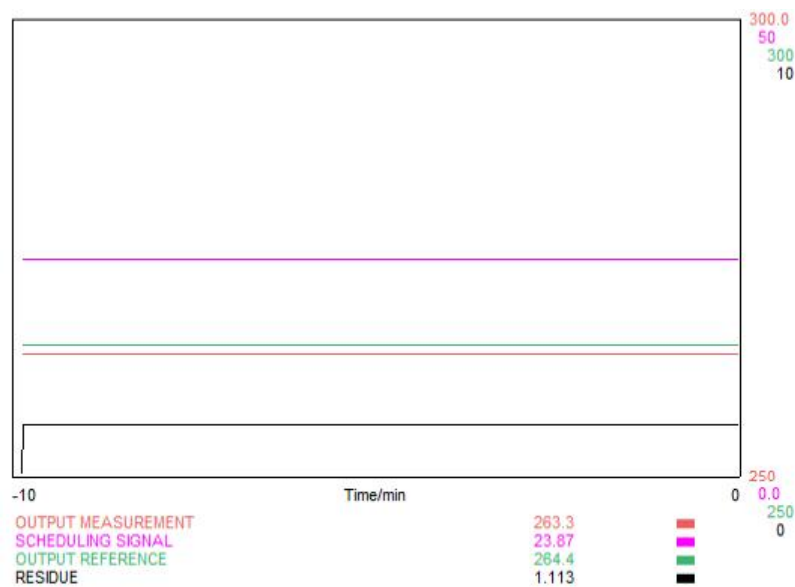 300.0
50
300
10
-10 Time/min 0
250
0.0
250
0
OUTPUT MEASUREMENT 263.3
SCHEDULING SIGNAL 23.87
OUTPUT REFERENCE 264.4
RESIDUE 1.113